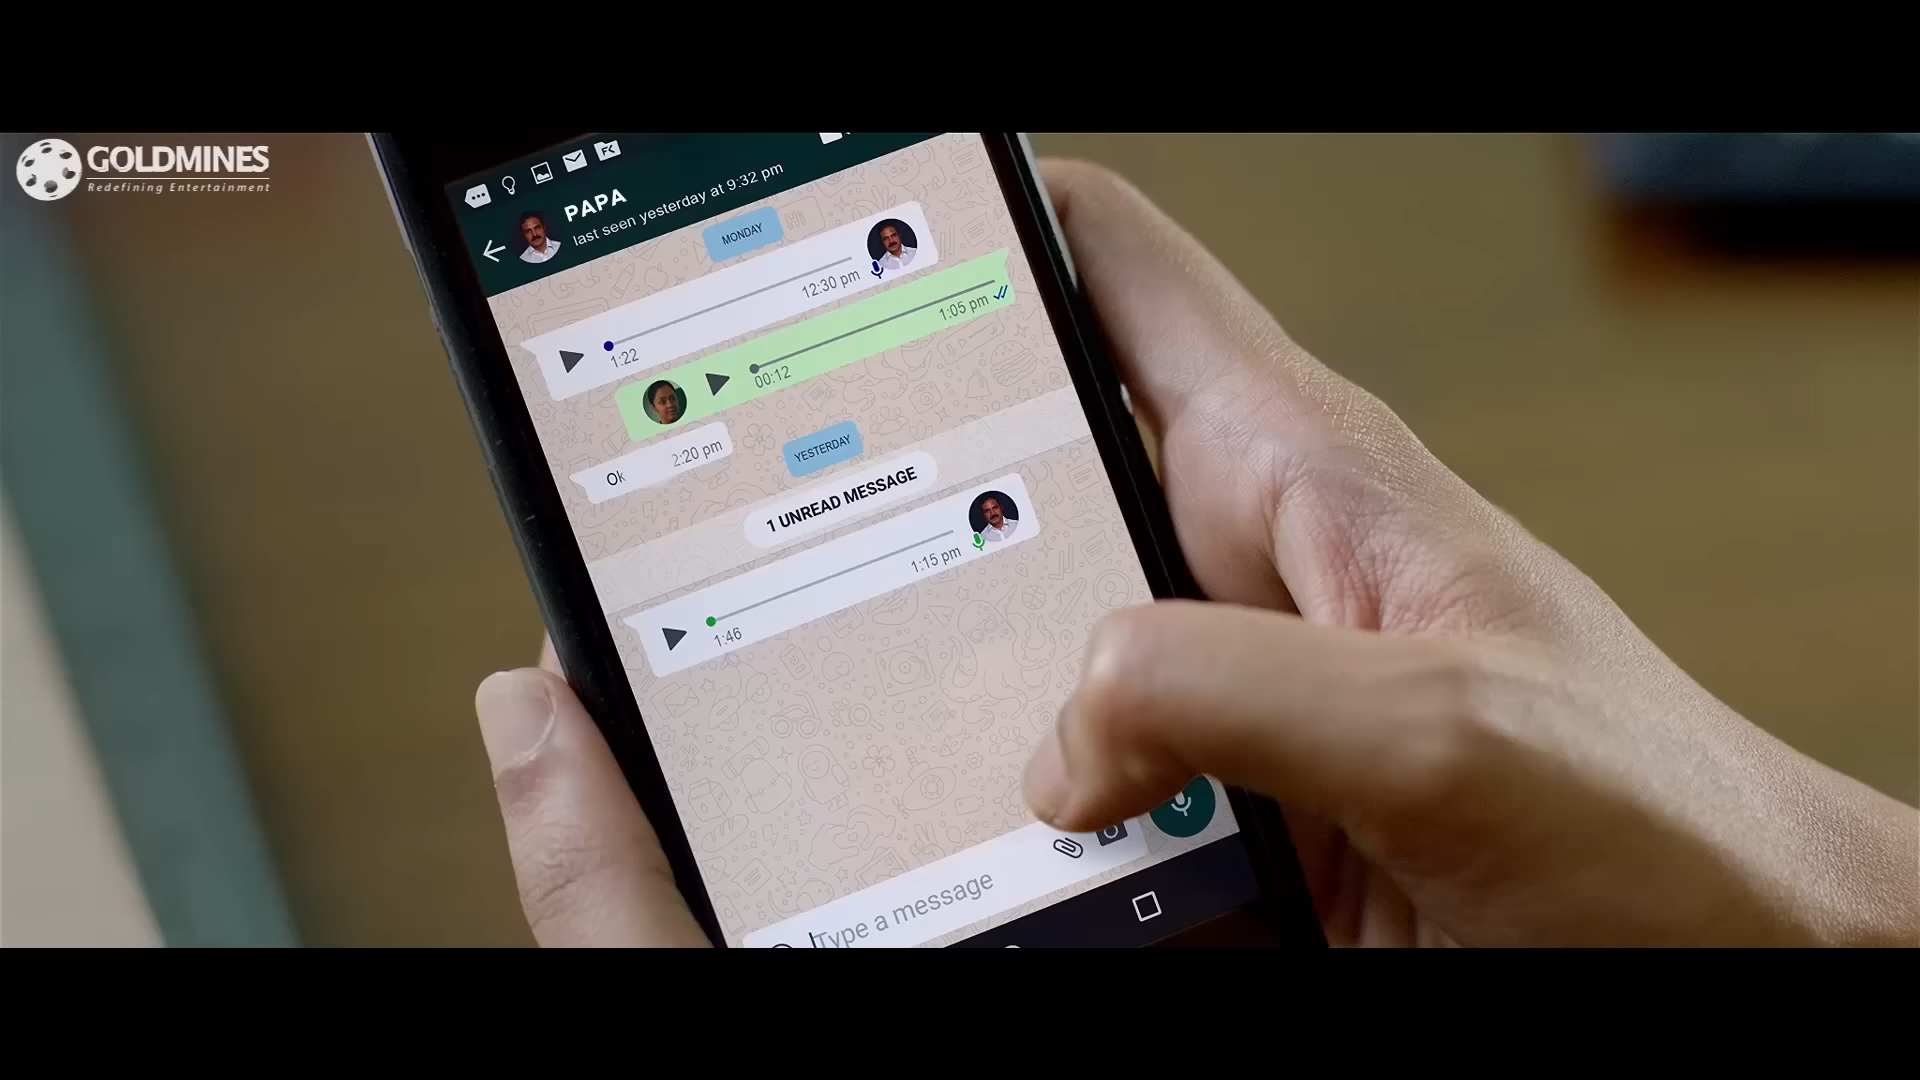 GOLDMINES
Redefining Entertainment
FK
PAPA
last seen yesterday at 9:32 pm
MONDAY
12:30 pm
1:22
1:05 pm
00:12
Ok 2:20 pm
YESTERDAY
1 UNREAD MESSAGE
1:15 pm
1:46
Type a message